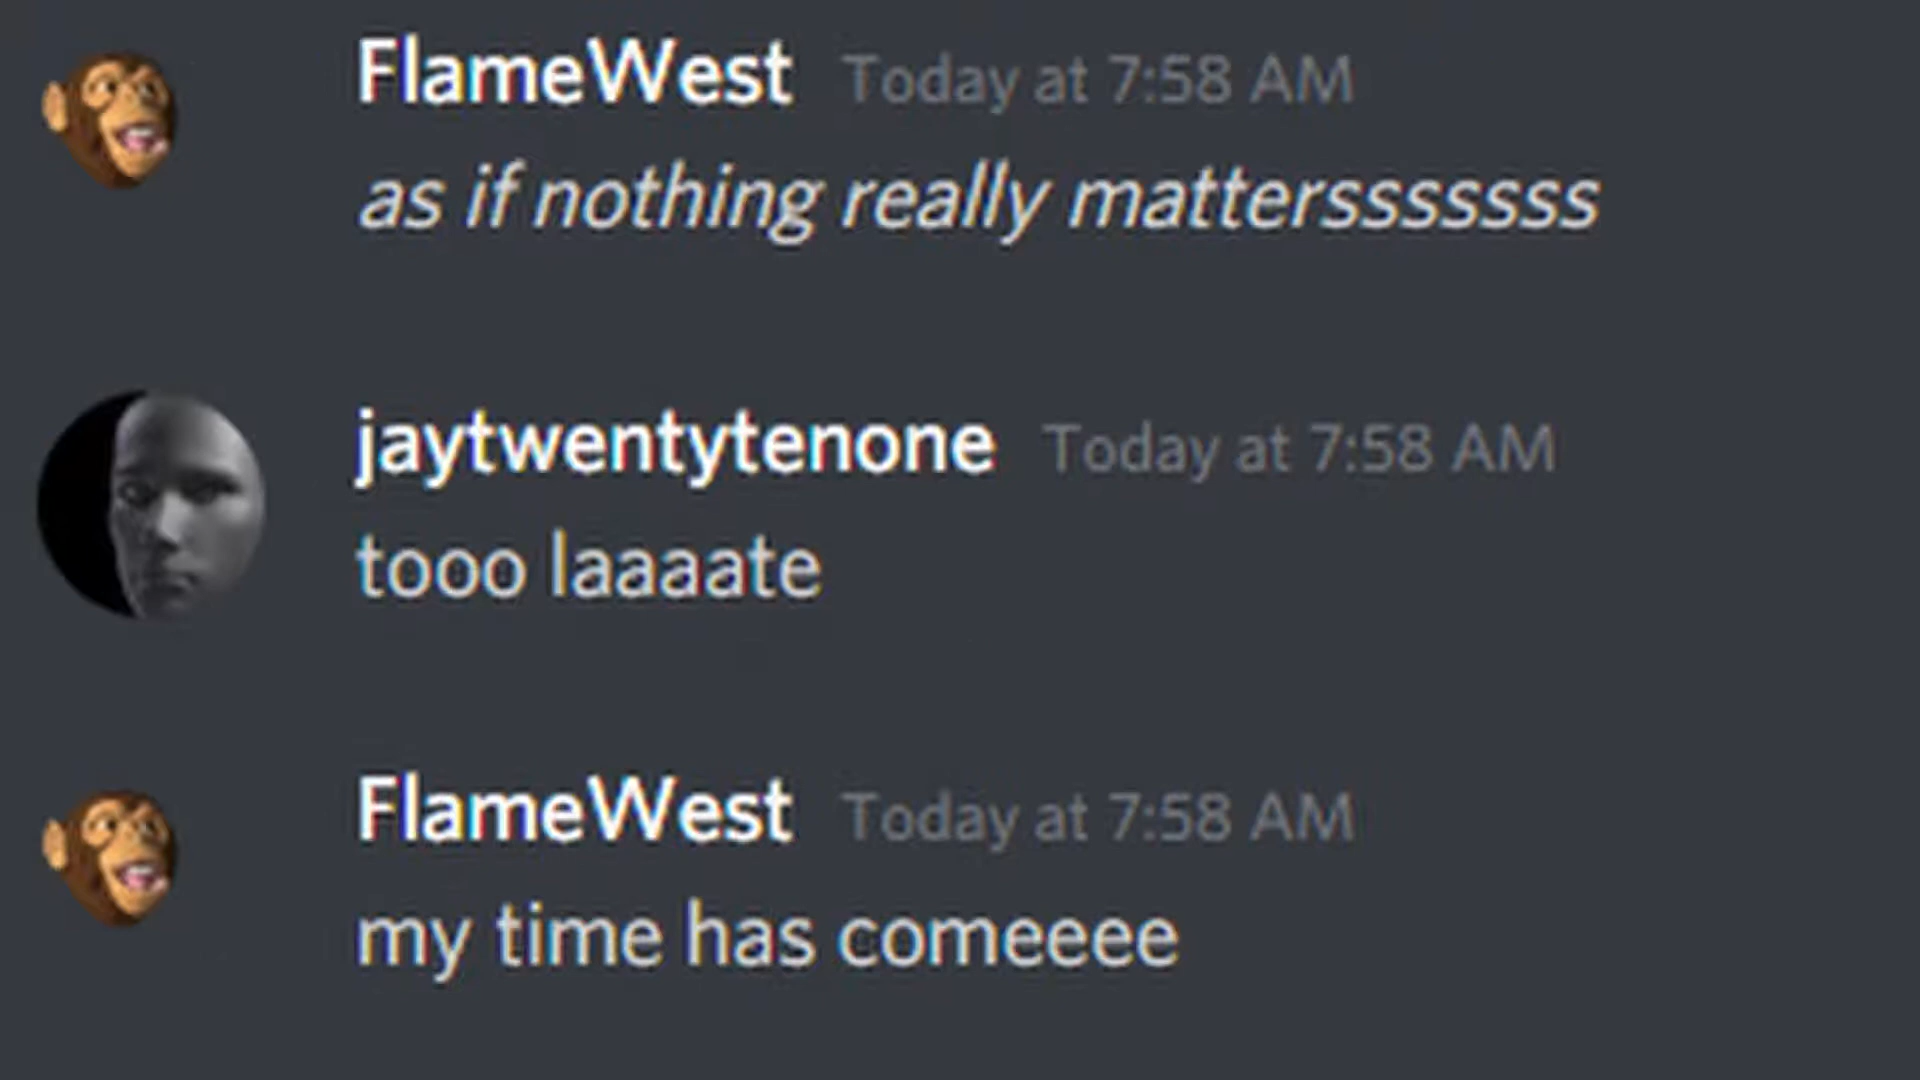 FlameWest Today at 7:58 AM
as if nothing really matterssssssss
jaytwentytenone Today at 7:58 AM
tooo laaaate
FlameWest Today at 7:58 AM
my time has comeeee